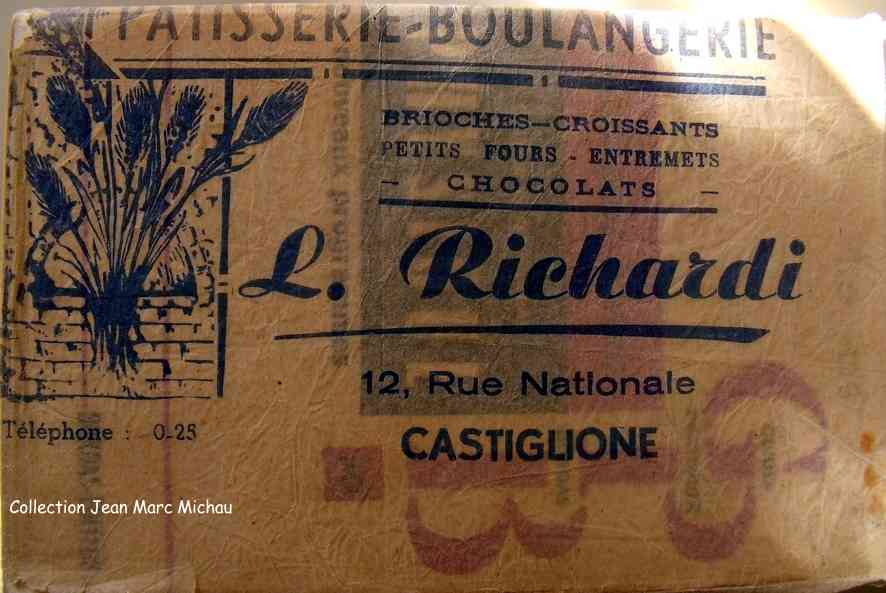 PATISSERIE-BOULANGERIE
BRIOCHES-CROISSANTS
PETITS FOURS - ENTREMETS
- CHOCOLATS -
L. Richardi
12, Rue Nationale
CASTIGLIONE
Téléphone : 0-25
Collection Jean Marc Michau